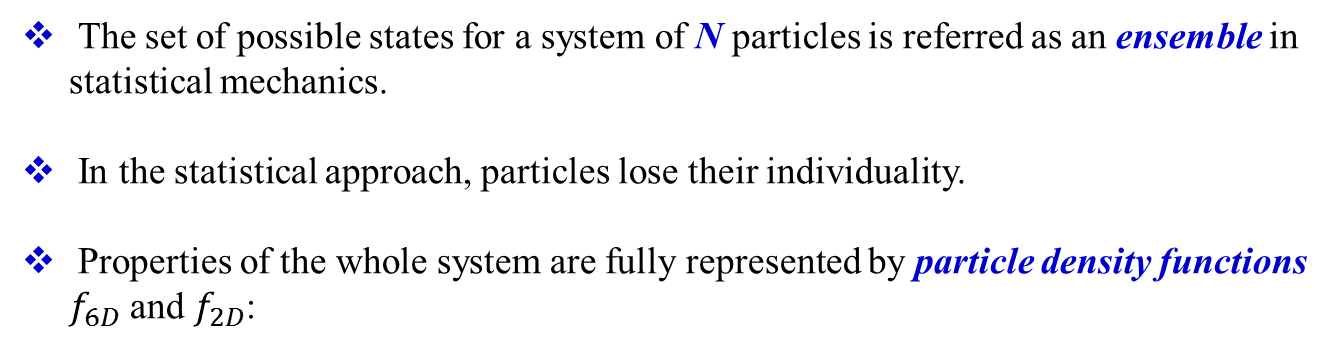 ❖ The set of possible states for a system of N particles is referred as an ensemble in
statistical mechanics.
❖ In the statistical approach, particles lose their individuality.
❖ Properties of the whole system are fully represented by particle density functions
f₆D and f₂D: